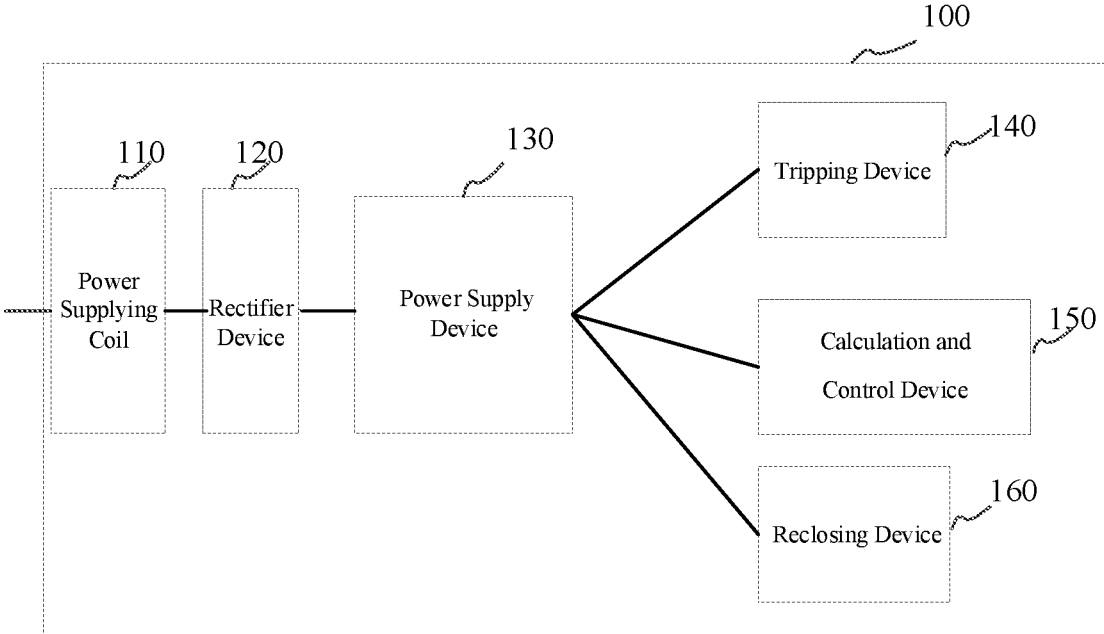 100
110
120
130
140
Tripping Device
Power
Supplying
Coil
Rectifier
Device
Power Supply
Device
150
Calculation and
Control Device
160
Reclosing Device